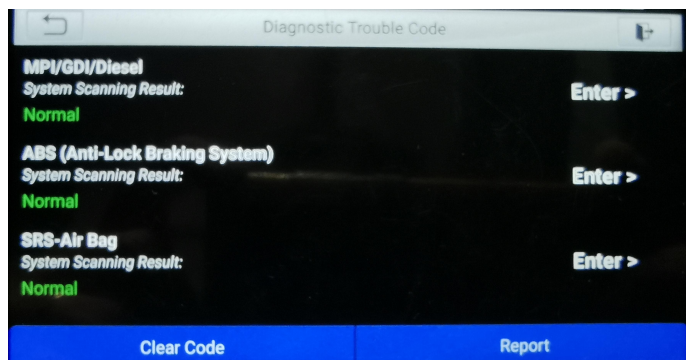 Diagnostic Trouble Code
MPI/GDI/Diesel
System Scanning Result:
Enter >
Normal
ABS (Anti-Lock Braking System)
System Scanning Result:
Enter >
Normal
SRS-Air Bag
System Scanning Result:
Enter >
Normal
Clear Code
Report